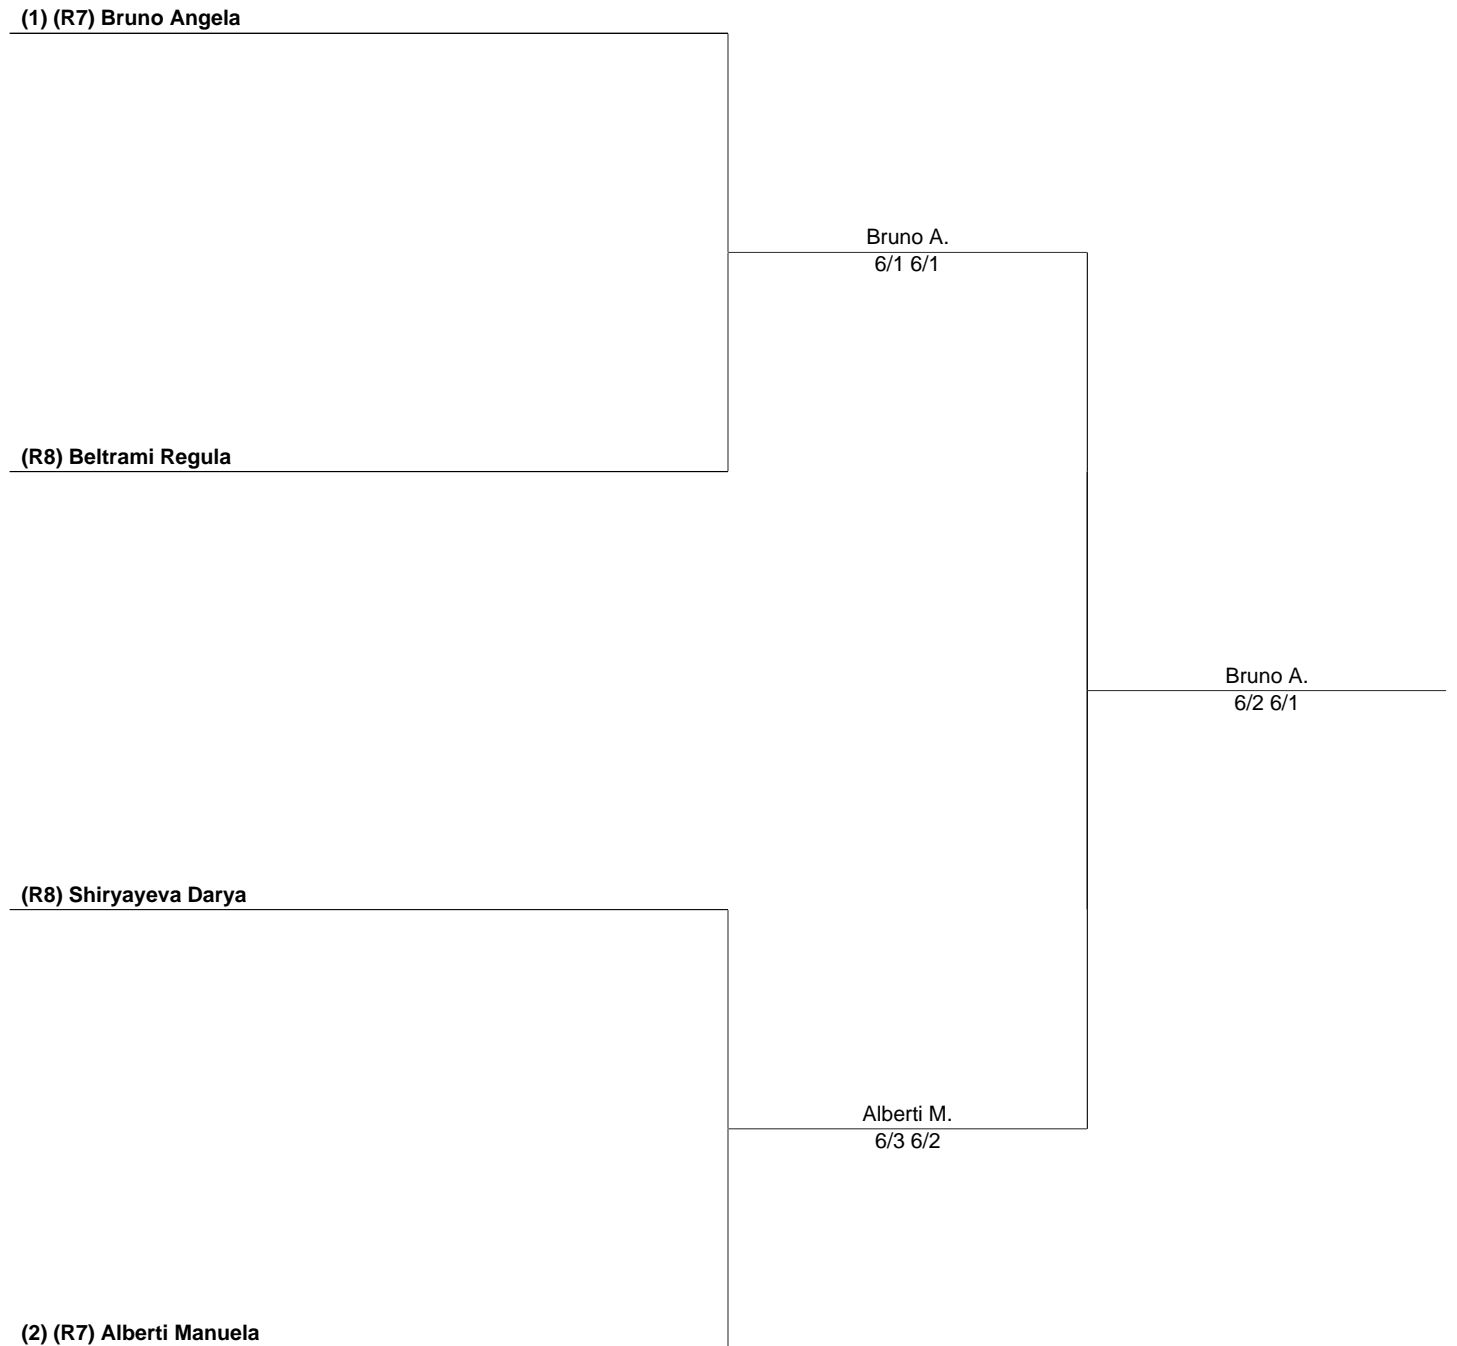 (1) (R7) Bruno Angela
Bruno A.
6/1 6/1
(R8) Beltrami Regula
Bruno A.
6/2 6/1
(R8) Shiryayeva Darya
Alberti M.
6/3 6/2
(2) (R7) Alberti Manuela